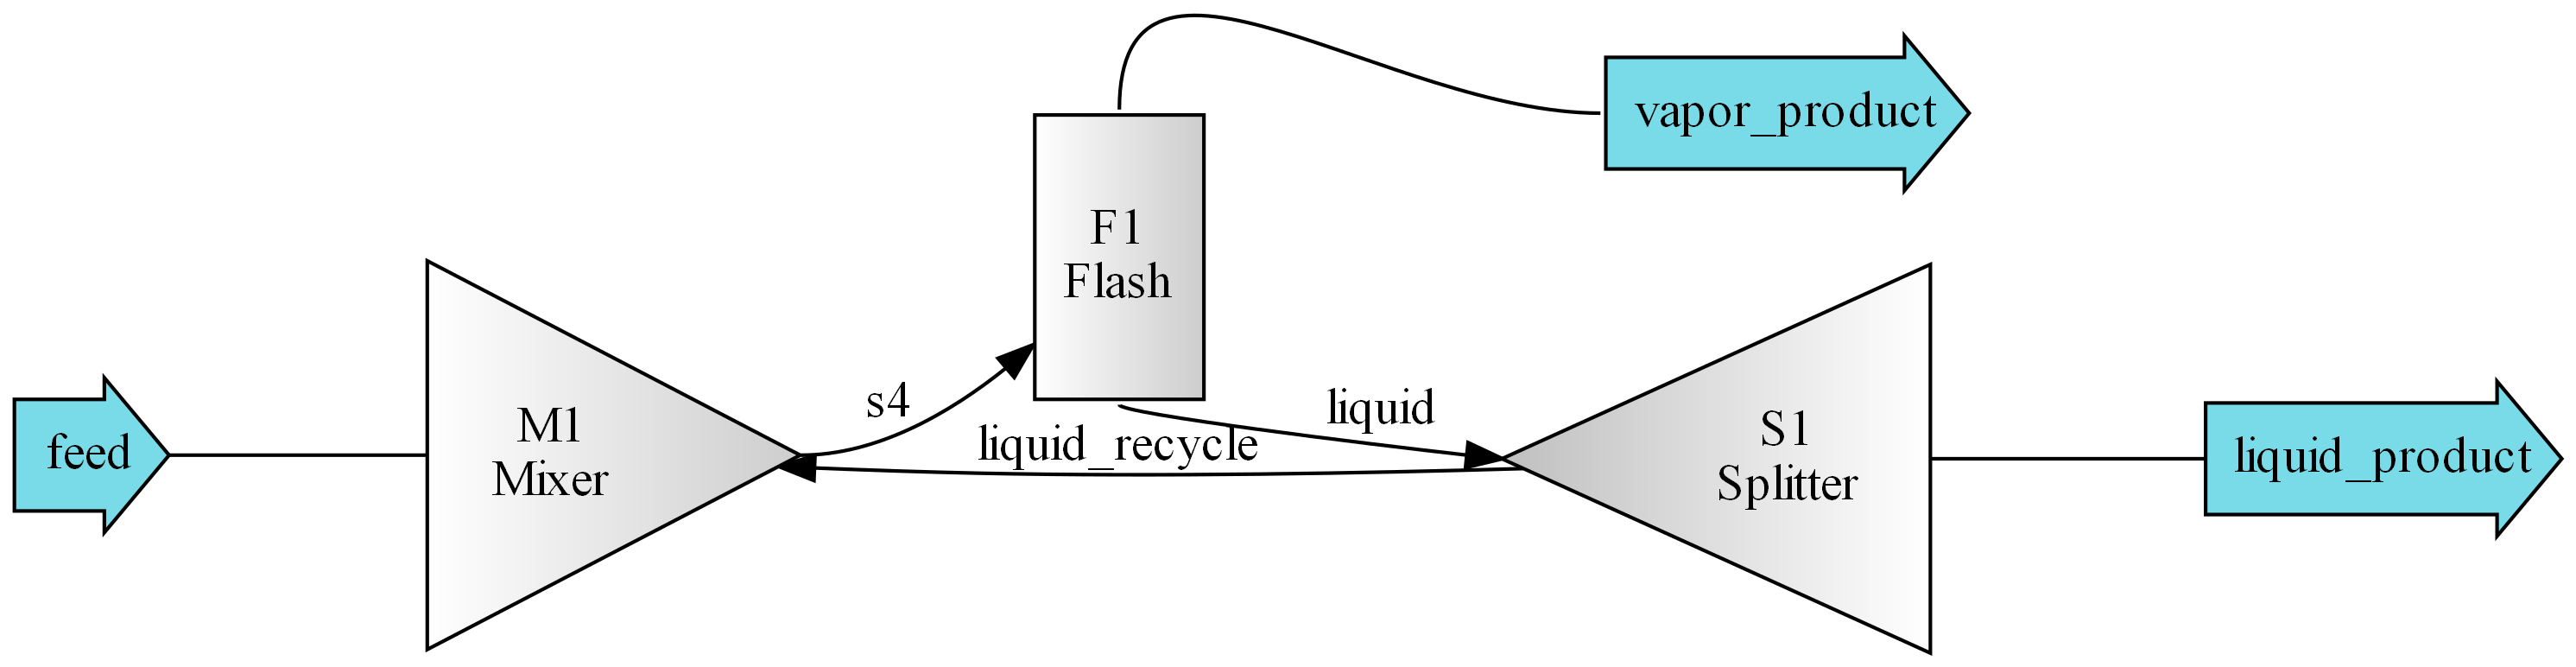 vapor_product
F1
Flash
s4
liquid
liquid_recycle
feed
M1
Mixer
S1
Splitter
liquid_product